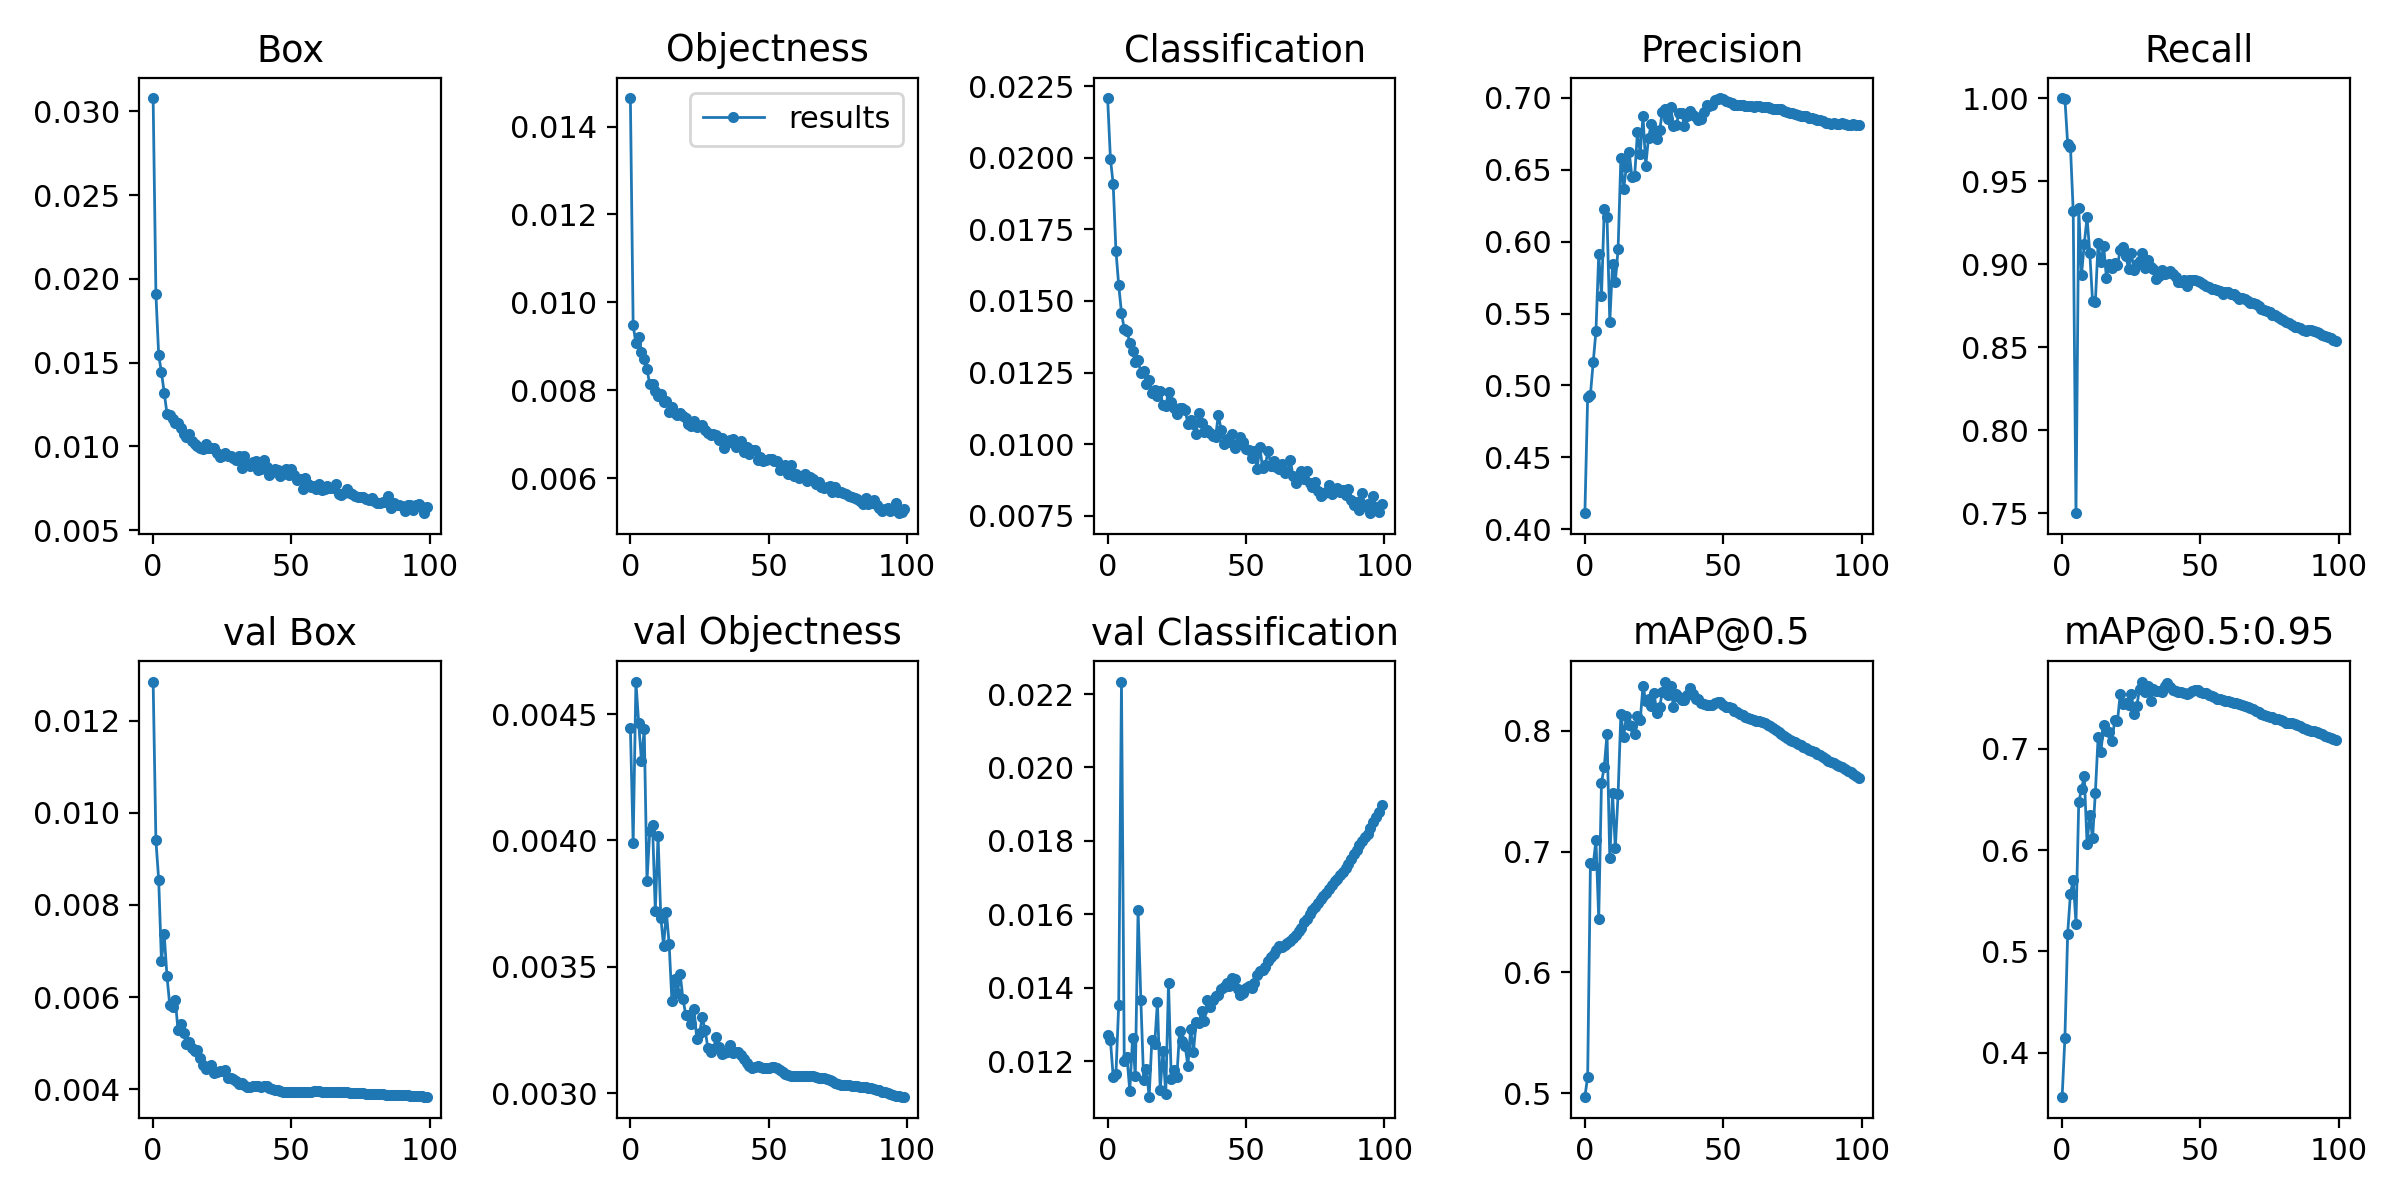 Box
Objectness
Classification
Precision
Recall
0.030
0.025
0.020
0.015
0.010
0.005
0 50 100
results
0.014
0.012
0.010
0.008
0.006
0 50 100
0.0225
0.0200
0.0175
0.0150
0.0125
0.0100
0.0075
0 50 100
0.70
0.65
0.60
0.55
0.50
0.45
0.40
0 50 100
1.00
0.95
0.90
0.85
0.80
0.75
0 50 100
val Box
val Objectness
val Classification
mAP@0.5
mAP@0.5:0.95
0.012
0.010
0.008
0.006
0.004
0 50 100
0.0045
0.0040
0.0035
0.0030
0 50 100
0.022
0.020
0.018
0.016
0.014
0.012
0 50 100
0.8
0.7
0.6
0.5
0 50 100
0.7
0.6
0.5
0.4
0 50 100